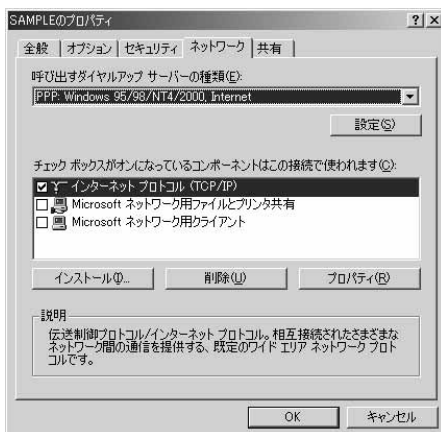 SAMPLEのプロパティ
全般 オプション セキュリティ ネットワーク 共有
呼び出すダイヤルアップ サーバーの種類(E):
PPP: Windows 95/98/NT4/2000, Internet
設定(S)
チェック ボックスがオンになっているコンポーネントはこの接続で使われます(C):
インターネット プロトコル (TCP/IP)
Microsoft ネットワーク用ファイルとプリンタ共有
Microsoft ネットワーク用クライアント
インストール(I)... 削除(U) プロパティ(R)
説明
伝送制御プロトコル/インターネット プロトコル。相互接続されたさまざまな
ネットワーク間の通信を提供する、既定のワイド エリア ネットワーク プロト
コルです。
OK キャンセル